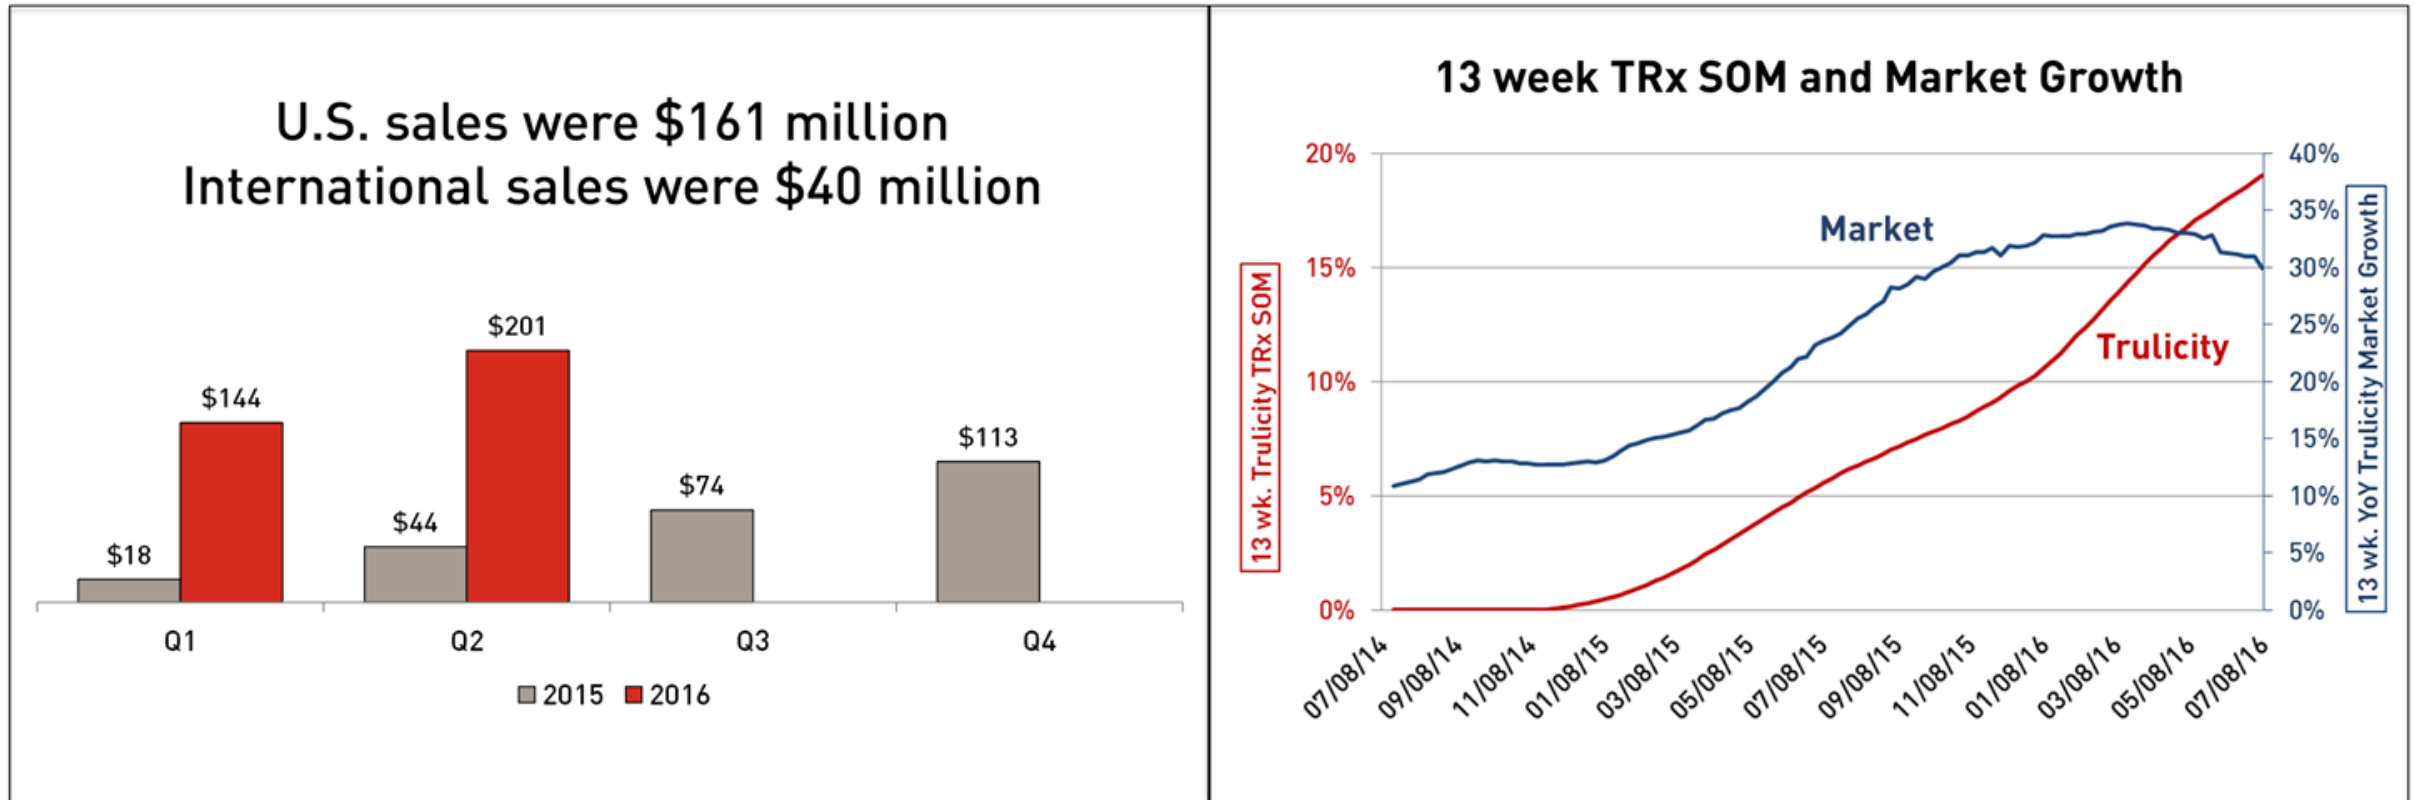 U.S. sales were $161 million
International sales were $40 million
$201
$144
$113
$74
$44
$18
Q1 Q2 Q3 Q4
2015 2016
13 week TRx SOM and Market Growth
13 wk. Trulicity TRx SOM
20%
15%
10%
5%
0%
Market
Trulicity
40%
35%
30%
25%
20%
15%
10%
5%
0%
13 wk. YoY Trulicity Market Growth
07/08/14 09/08/14 11/08/14 01/08/15 03/08/15 05/08/15 07/08/15 09/08/15 11/08/15 01/08/16 03/08/16 05/08/16 07/08/16